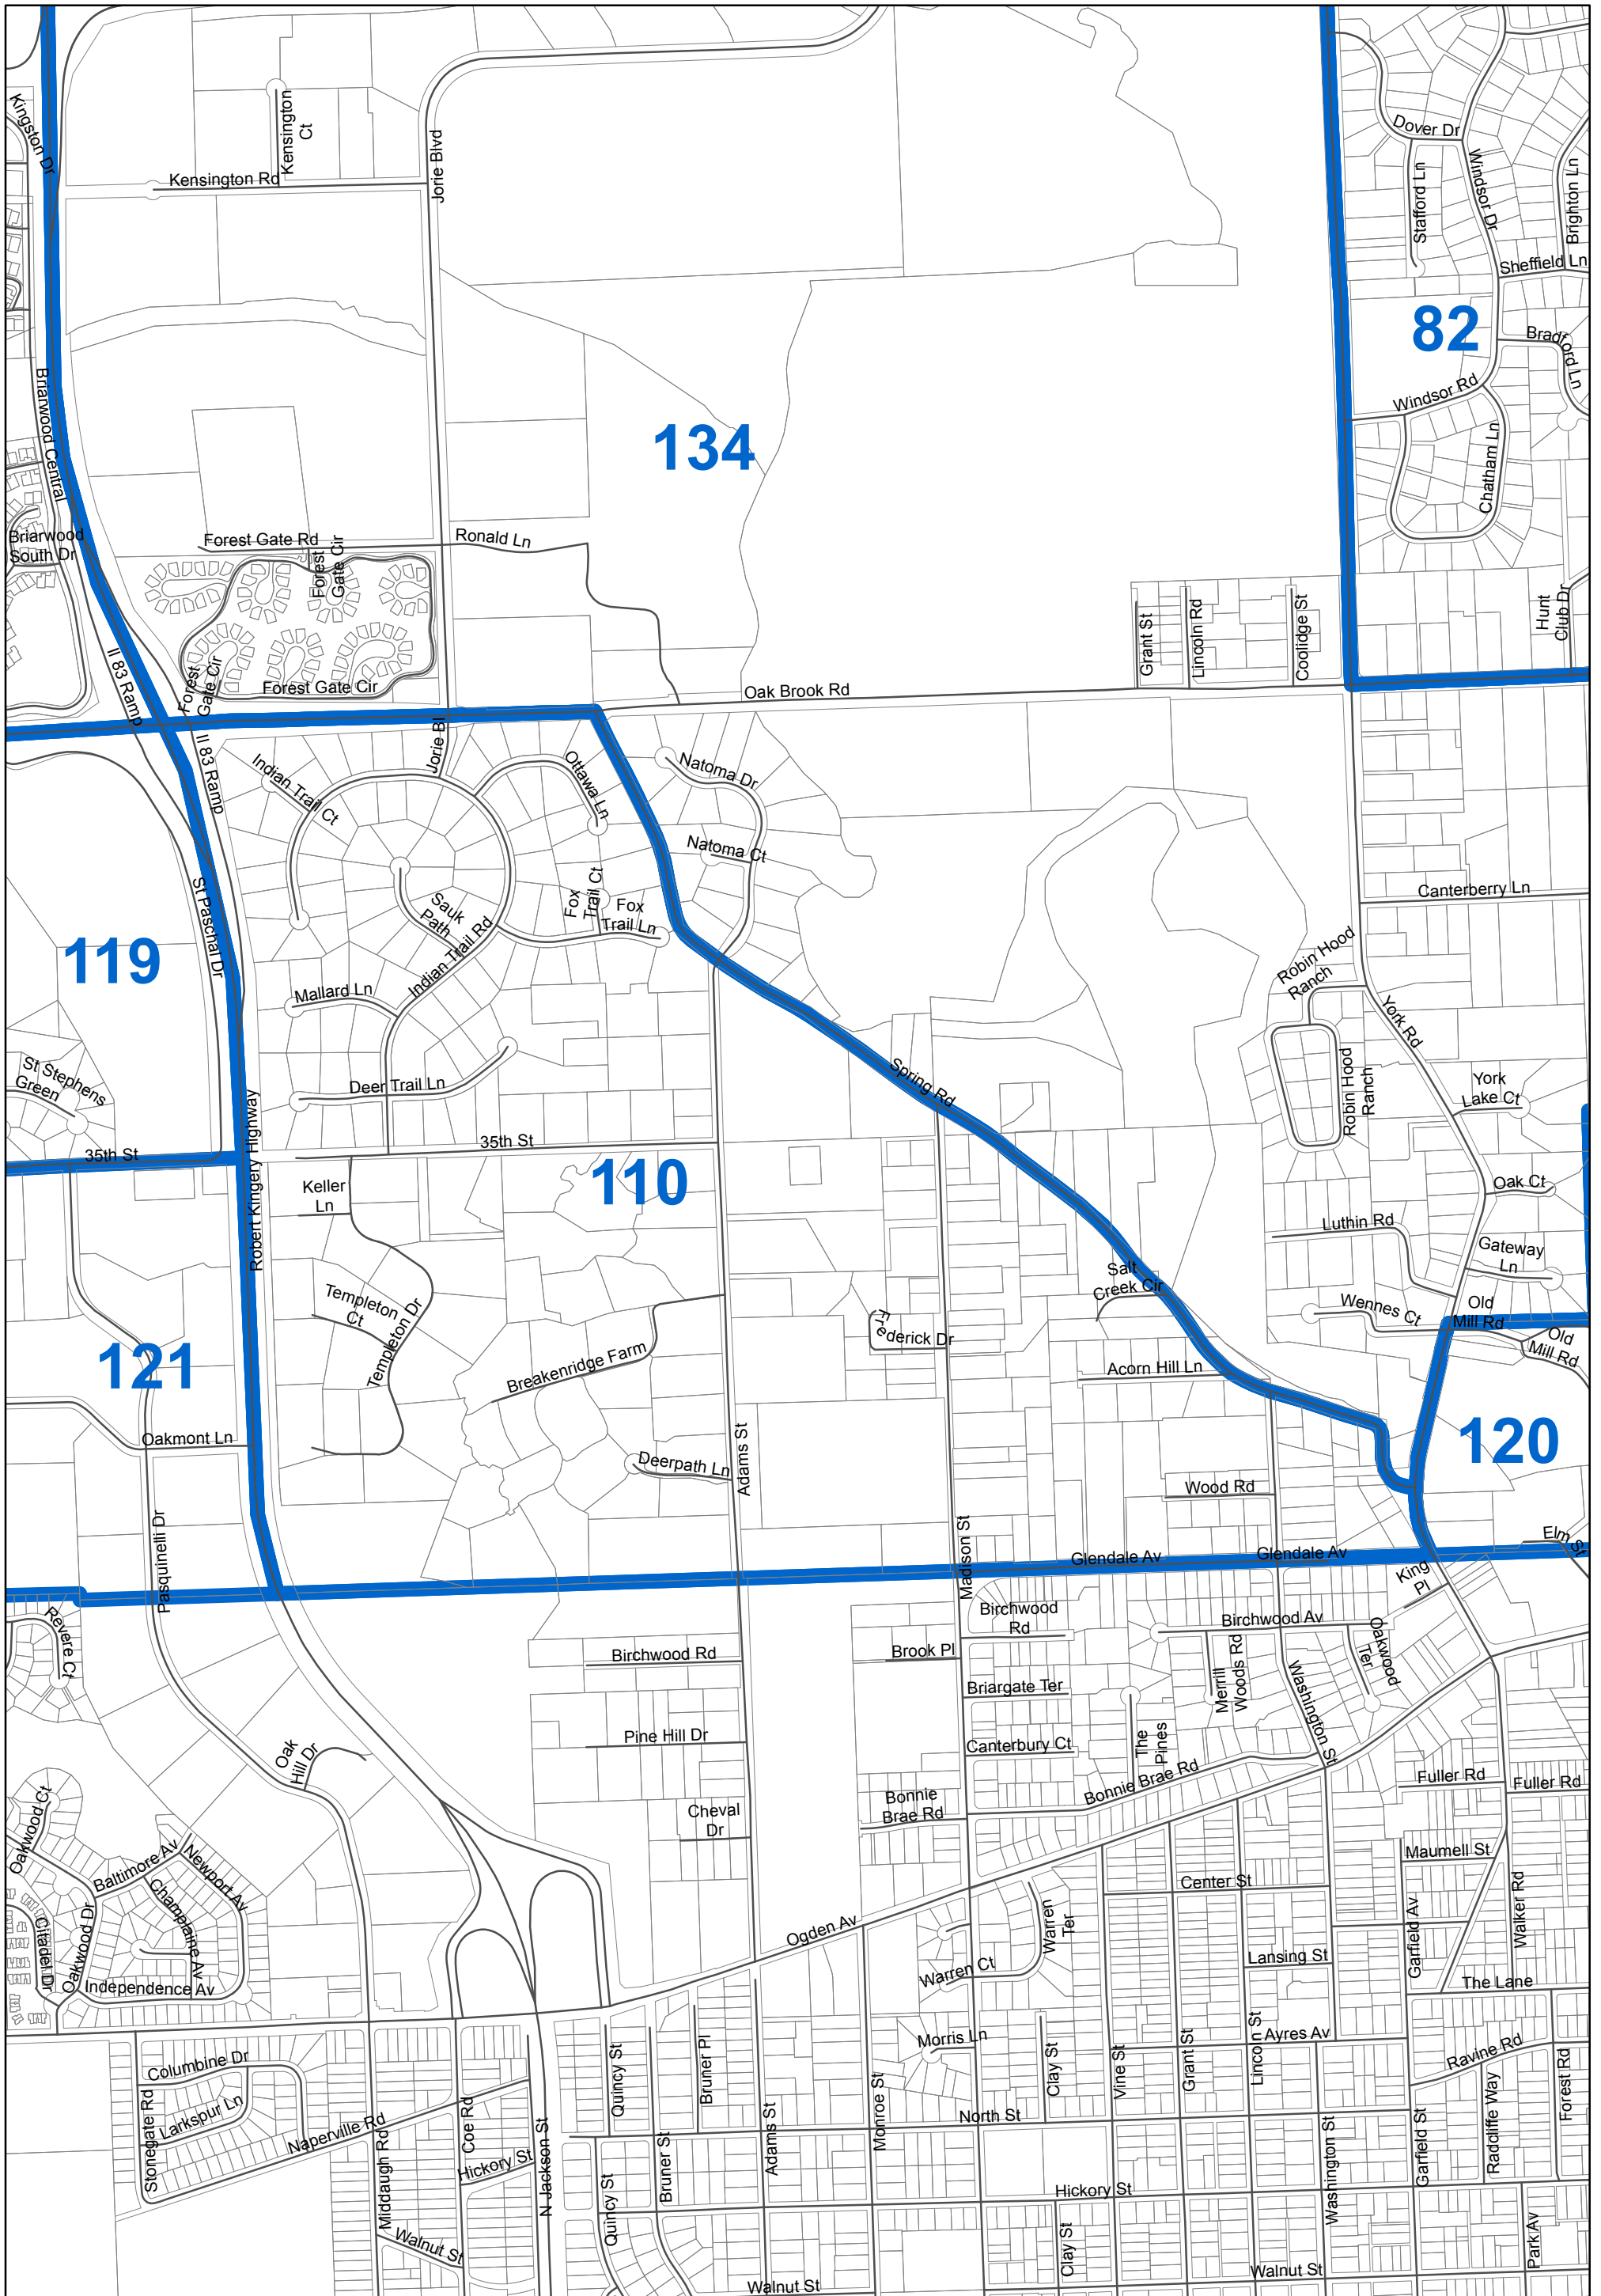 Kingston Dr
Kensington
Ct
Kensington Rd
Jorie Blvd
Dover Dr
Windsor Dr
Stafford Ln
Brighton Ln
Sheffield Ln
82
Bradford Ln
Windsor Rd
Chatham Ln
Briarwood Central
134
Briarwood
South Dr
Forest Gate Rd
Ronald Ln
Forest
Gate Cir
Grant St
Lincoln Rd
Coolidge St
Hunt
Club Dr
Il 83 Ramp
Forest
Gate Cir
Forest Gate Cir
Oak Brook Rd
Il 83 Ramp
Jorie Bl
Indian Trail Ct
Ottawa Ln
Natoma Dr
Natoma Ct
St Paschal Dr
Canterberry Ln
Sauk
Path
Fox
Trail Ct
Fox
Trail Ln
119
Indian Trail Rd
Mallard Ln
Robin Hood
Ranch
York Rd
St Stephens
Green
Deer Trail Ln
Spring Rd
Robin Hood
Ranch
York
Lake Ct
Robert Kingery Highway
35th St
35th St
110
Keller
Ln
Oak Ct
Luthin Rd
Gateway
Ln
Salt
Creek Cir
Templeton
Ct
Templeton Dr
Frederick Dr
Wennes Ct
Old
Mill Rd
Old
Mill Rd
121
Breakenridge Farm
Acorn Hill Ln
Oakmont Ln
Adams St
120
Deerpath Ln
Wood Rd
Pasquinelli Dr
Madison St
Glendale Av
Glendale Av
Elm St
King
Pl
Revere Ct
Birchwood
Rd
Birchwood Av
Oakwood
Ter
Birchwood Rd
Brook Pl
Merrill
Woods Rd
Washington St
Briargate Ter
Pine Hill Dr
Canterbury Ct
The
Pines
Oak
Hill Dr
Bonnie Brae Rd
Bonnie
Brae Rd
Fuller Rd
Fuller Rd
Cheval
Dr
Oakwood Ct
Baltimore Av
Newport Av
Champlaine Av
Maumell St
Center St
Walker Rd
Citadel Dr
Oakwood Dr
Ogden Av
Warren
Ter
Garfield Av
Warren Ct
Lansing St
Independence Av
The Lane
Columbine Dr
Larkspur Ln
Stonegate Rd
Naperville Rd
Middaugh Rd
Coe Rd
Hickory St
N Jackson St
Quincy St
Bruner Pl
Adams St
Monroe St
Morris Ln
Clay St
Vine St
Grant St
Lincoln St
Ayres Av
Ravine Rd
Radcliffe Way
Forest Rd
North St
Bruner St
Quincy St
Hickory St
Washington St
Garfield St
Walnut St
Clay St
Park Av
Walnut St
Walnut St